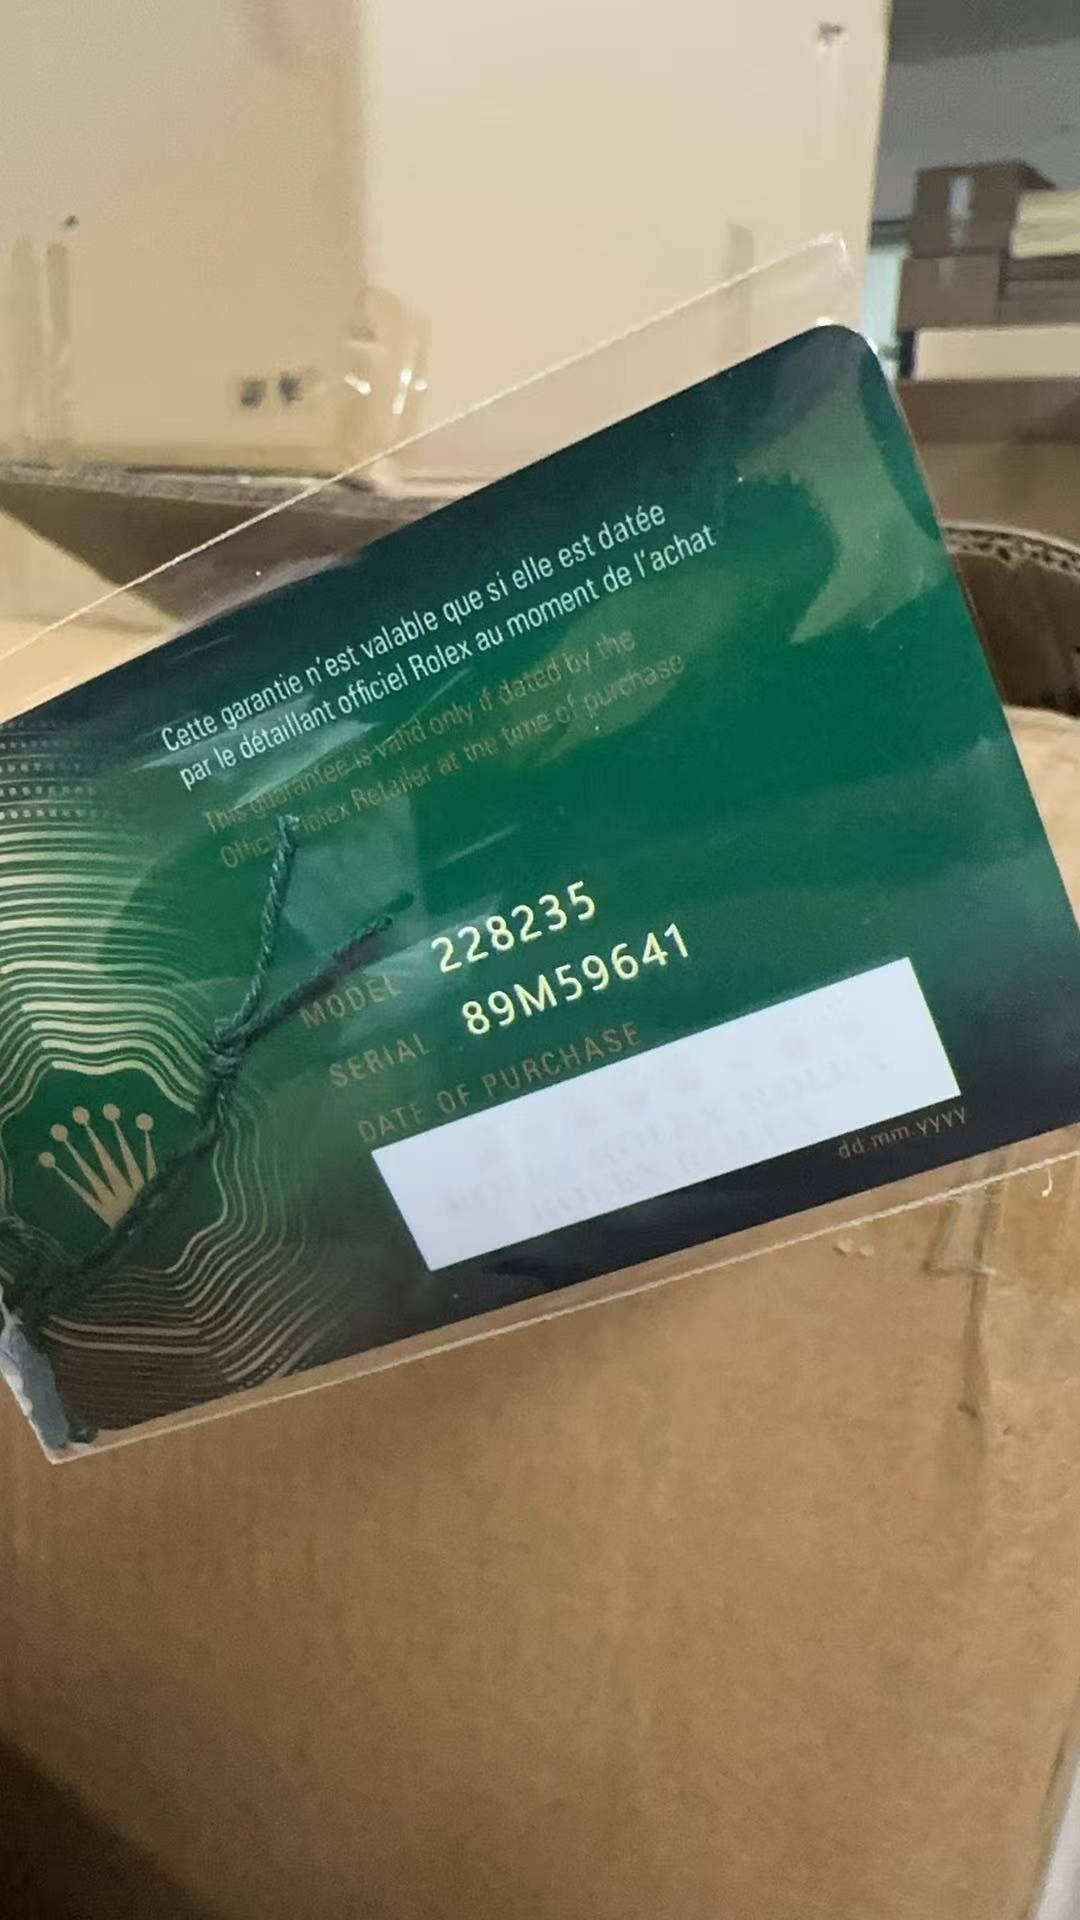 Cette garantie n'est valable que si elle est datée
par le détaillant officiel Rolex au moment de l'achat
This guarantee is valid only if dated by the
Official Rolex Retailer at the time of purchase
MODEL 228235
SERIAL 89M59641
DATE OF PURCHASE
dd.mm.yyyy